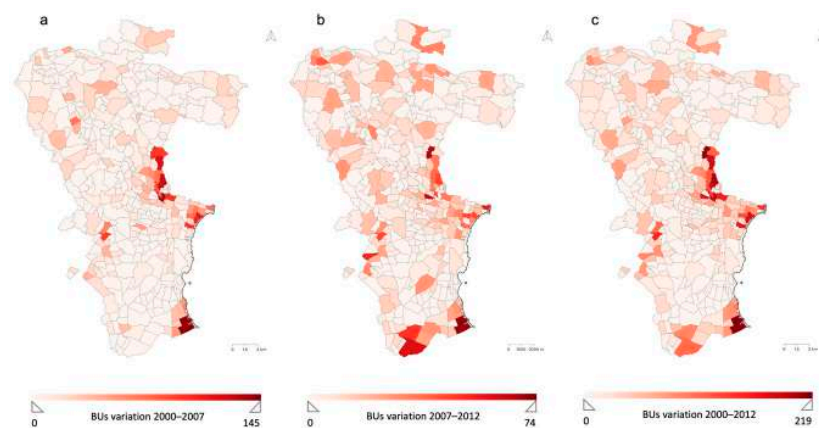 a
b
c
BUs variation 2000–2007
0
145
BUs variation 2007–2012
0
74
BUs variation 2000–2012
0
219